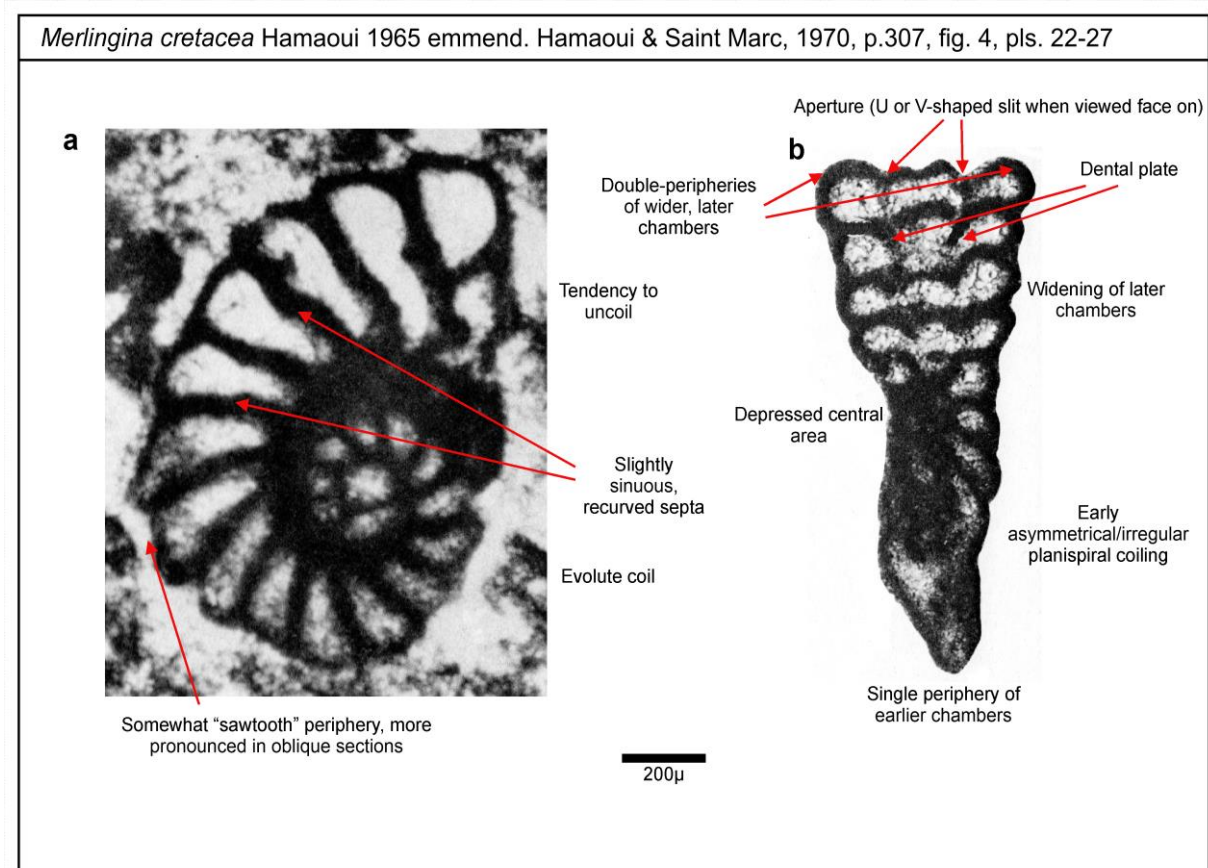 Merlingina cretacea Hamaoui 1965 emmend. Hamaoui & Saint Marc, 1970, p.307, fig. 4, pls. 22-27
a
Aperture (U or V-shaped slit when viewed face on)
b
Double-peripheries
of wider, later
chambers
Dental plate
Tendency to
uncoil
Widening of later
chambers
Depressed central
area
Slightly
sinuous,
recurved septa
Early
asymmetrical/irregular
planispiral coiling
Evolute coil
Single periphery of
earlier chambers
Somewhat “sawtooth” periphery, more
pronounced in oblique sections
200µ